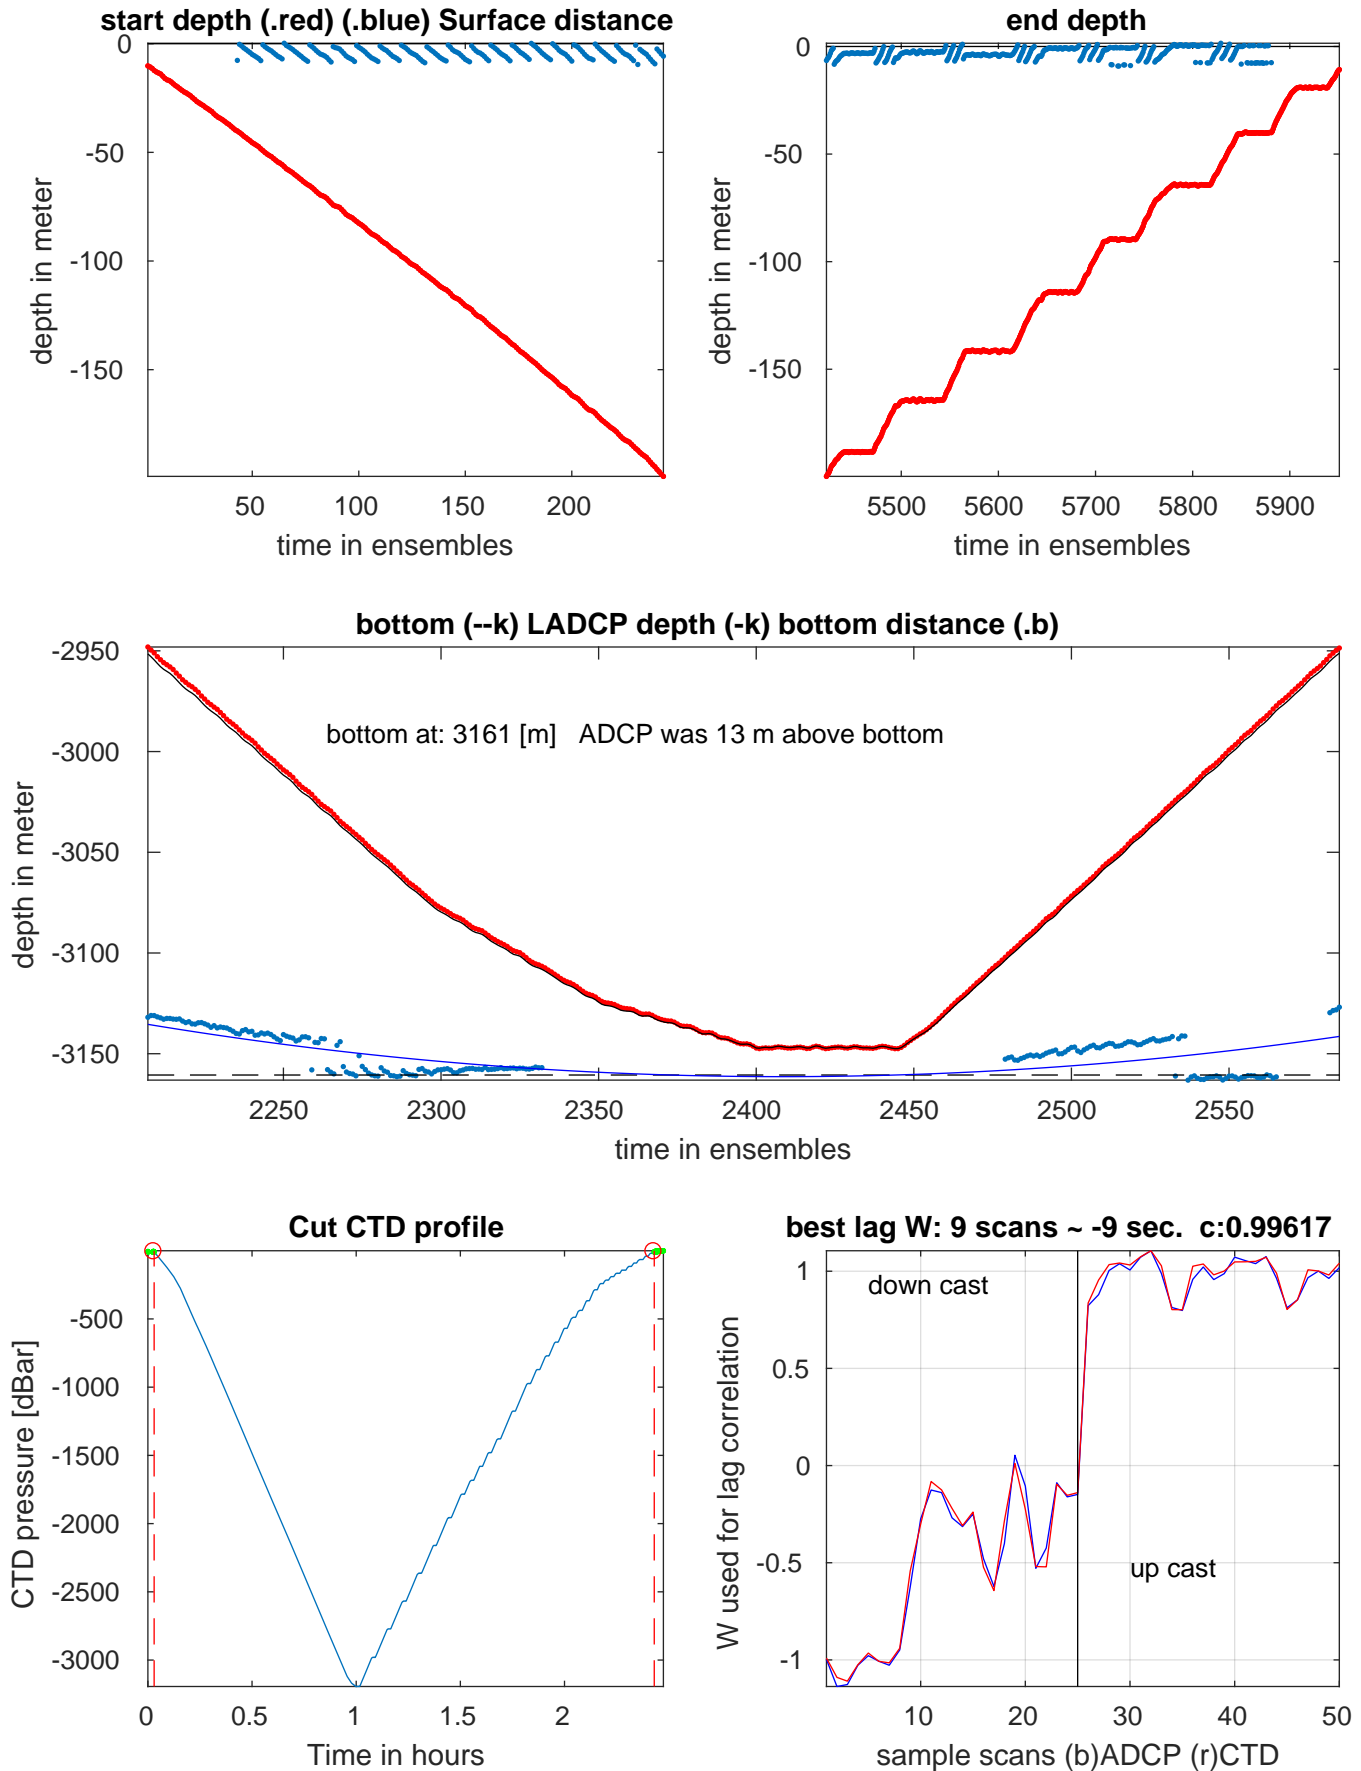 start depth (.red) (.blue) Surface distance
0
-50
-100
-150
depth in meter
50 100 150 200
time in ensembles
end depth
0
-50
-100
-150
depth in meter
5500 5600 5700 5800 5900
time in ensembles
bottom (--k) LADCP depth (-k) bottom distance (.b)
-2950
-3000
-3050
-3100
-3150
depth in meter
bottom at: 3161 [m]   ADCP was 13 m above bottom
2250 2300 2350 2400 2450 2500 2550
time in ensembles
Cut CTD profile
-500
-1000
-1500
-2000
-2500
-3000
CTD pressure [dBar]
0 0.5 1 1.5 2
Time in hours
best lag W: 9 scans ~ -9 sec.  c:0.99617
1
0.5
0
-0.5
-1
W used for lag correlation
down cast
up cast
10 20 30 40 50
sample scans (b)ADCP (r)CTD